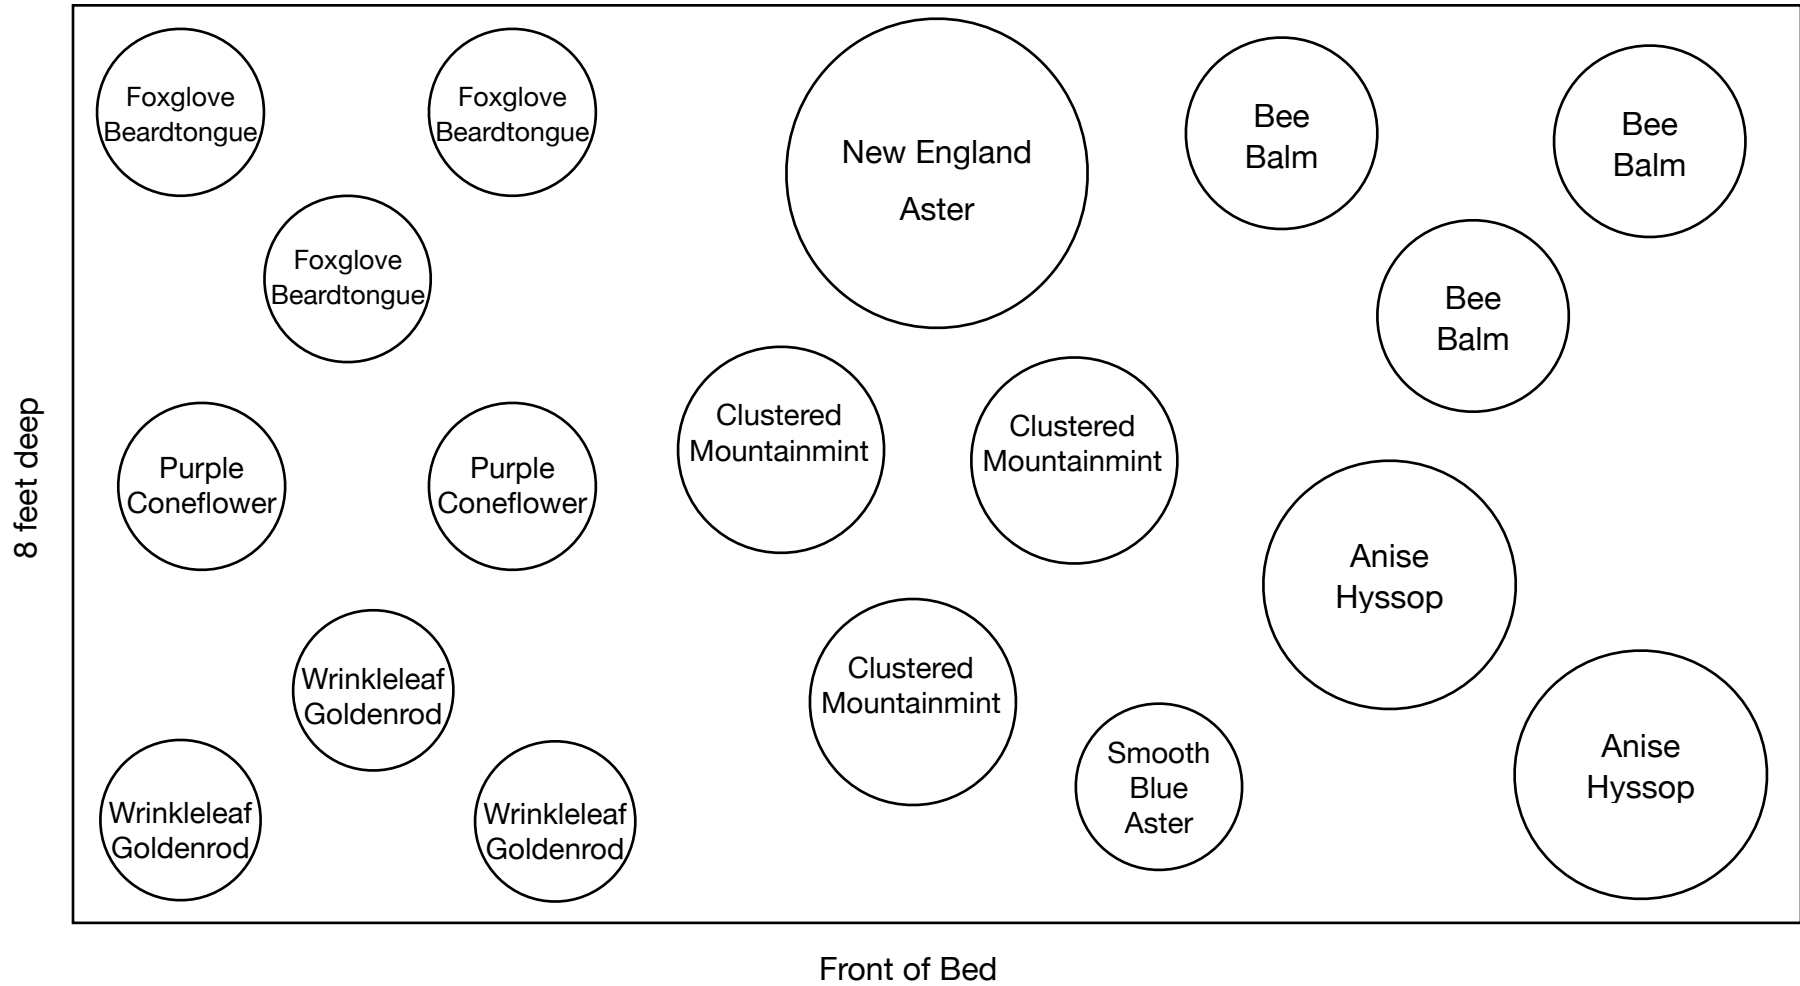 Foxglove
Beardtongue
Foxglove
Beardtongue
New England
Aster
Bee
Balm
Bee
Balm
Foxglove
Beardtongue
Bee
Balm
8 feet deep
Purple
Coneflower
Purple
Coneflower
Clustered
Mountainmint
Clustered
Mountainmint
Anise
Hyssop
Wrinkleleaf
Goldenrod
Clustered
Mountainmint
Smooth
Blue
Aster
Anise
Hyssop
Wrinkleleaf
Goldenrod
Wrinkleleaf
Goldenrod
Front of Bed